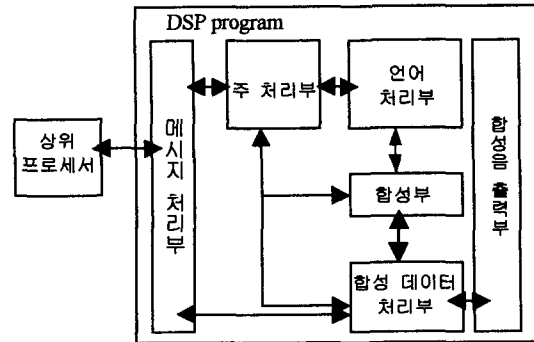 DSP program
상위
프로세서
메시지 처리부
주 처리부
언어
처리부
합성부
합성 데이터
처리부
합성음 출력부